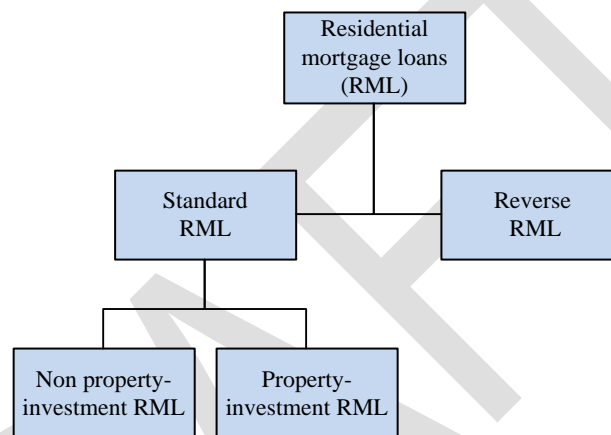 Residential
mortgage loans
(RML)
Standard
RML
Reverse
RML
Non property-
investment RML
Property-
investment RML